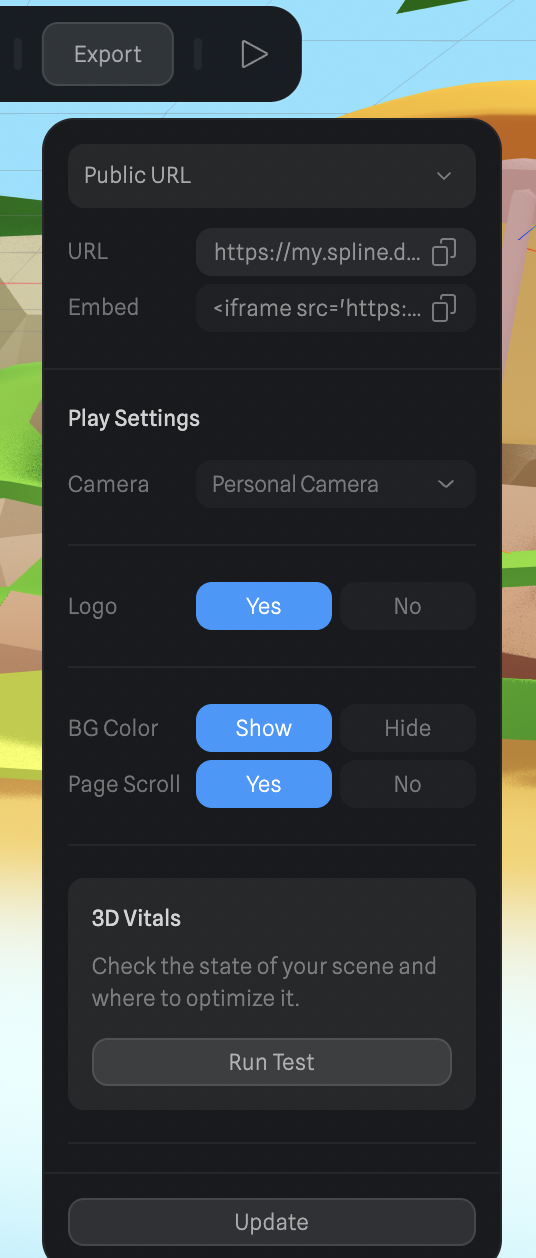 Export
Public URL
URL https://my.spline.d...
Embed <iframe src='https:...
Play Settings
Camera Personal Camera
Logo Yes No
BG Color Show Hide
Page Scroll Yes No
3D Vitals
Check the state of your scene and
where to optimize it.
Run Test
Update